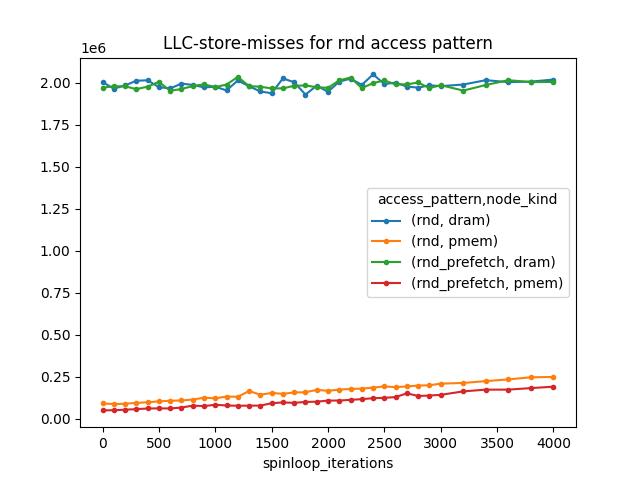 LLC-store-misses for rnd access pattern
1e6
2.00
1.75
1.50
1.25
1.00
0.75
0.50
0.25
0.00
access_pattern,node_kind
(rnd, dram)
(rnd, pmem)
(rnd_prefetch, dram)
(rnd_prefetch, pmem)
0 500 1000 1500 2000 2500 3000 3500 4000
spinloop_iterations